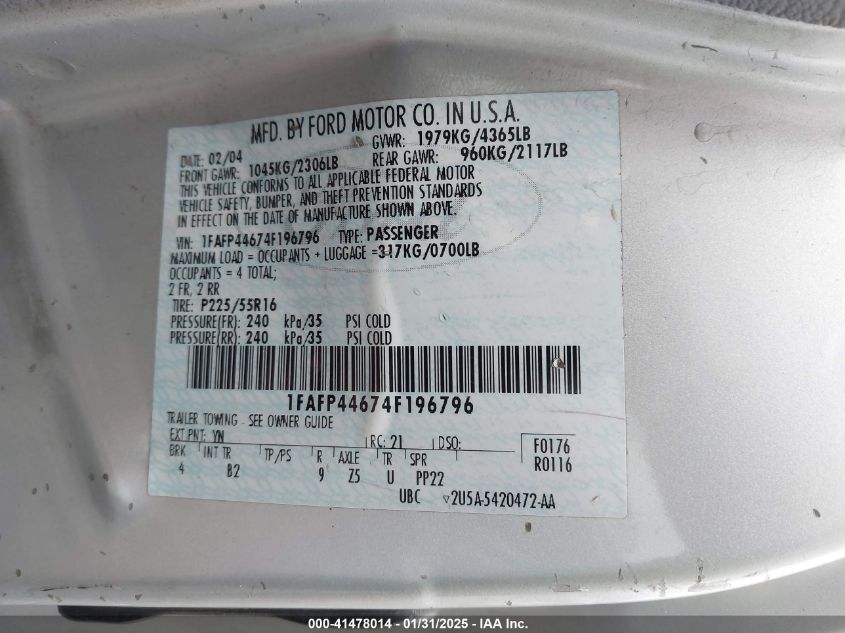 MFD. BY FORD MOTOR CO. IN U.S.A.
DATE: 02/04 GVWR: 1979KG/4365LB
FRONT GAWR: 1045KG/2306LB REAR GAWR: 960KG/2117LB
THIS VEHICLE CONFORMS TO ALL APPLICABLE FEDERAL MOTOR
VEHICLE SAFETY, BUMPER, AND THEFT PREVENTION STANDARDS
IN EFFECT ON THE DATE OF MANUFACTURE SHOWN ABOVE.
VIN: 1FAFP44674F196796 TYPE: PASSENGER
MAXIMUM LOAD = OCCUPANTS + LUGGAGE =317KG/0700LB
OCCUPANTS = 4 TOTAL;
2 FR, 2 RR
TIRE: P225/55R16
PRESSURE(FR): 240 kPa/35 PSI COLD
PRESSURE(RR): 240 kPa/35 PSI COLD
1FAFP44674F196796
TRAILER TOWING - SEE OWNER GUIDE
EXT PNT: YN RC: 21 DSO: F0176
R0116
BRK INT TR TP/PS R AXLE TR SPR
4 B2 9 Z5 U PP22
UBC ▽2U5A-5420472-AA
000-41478014 - 01/31/2025 - IAA Inc.